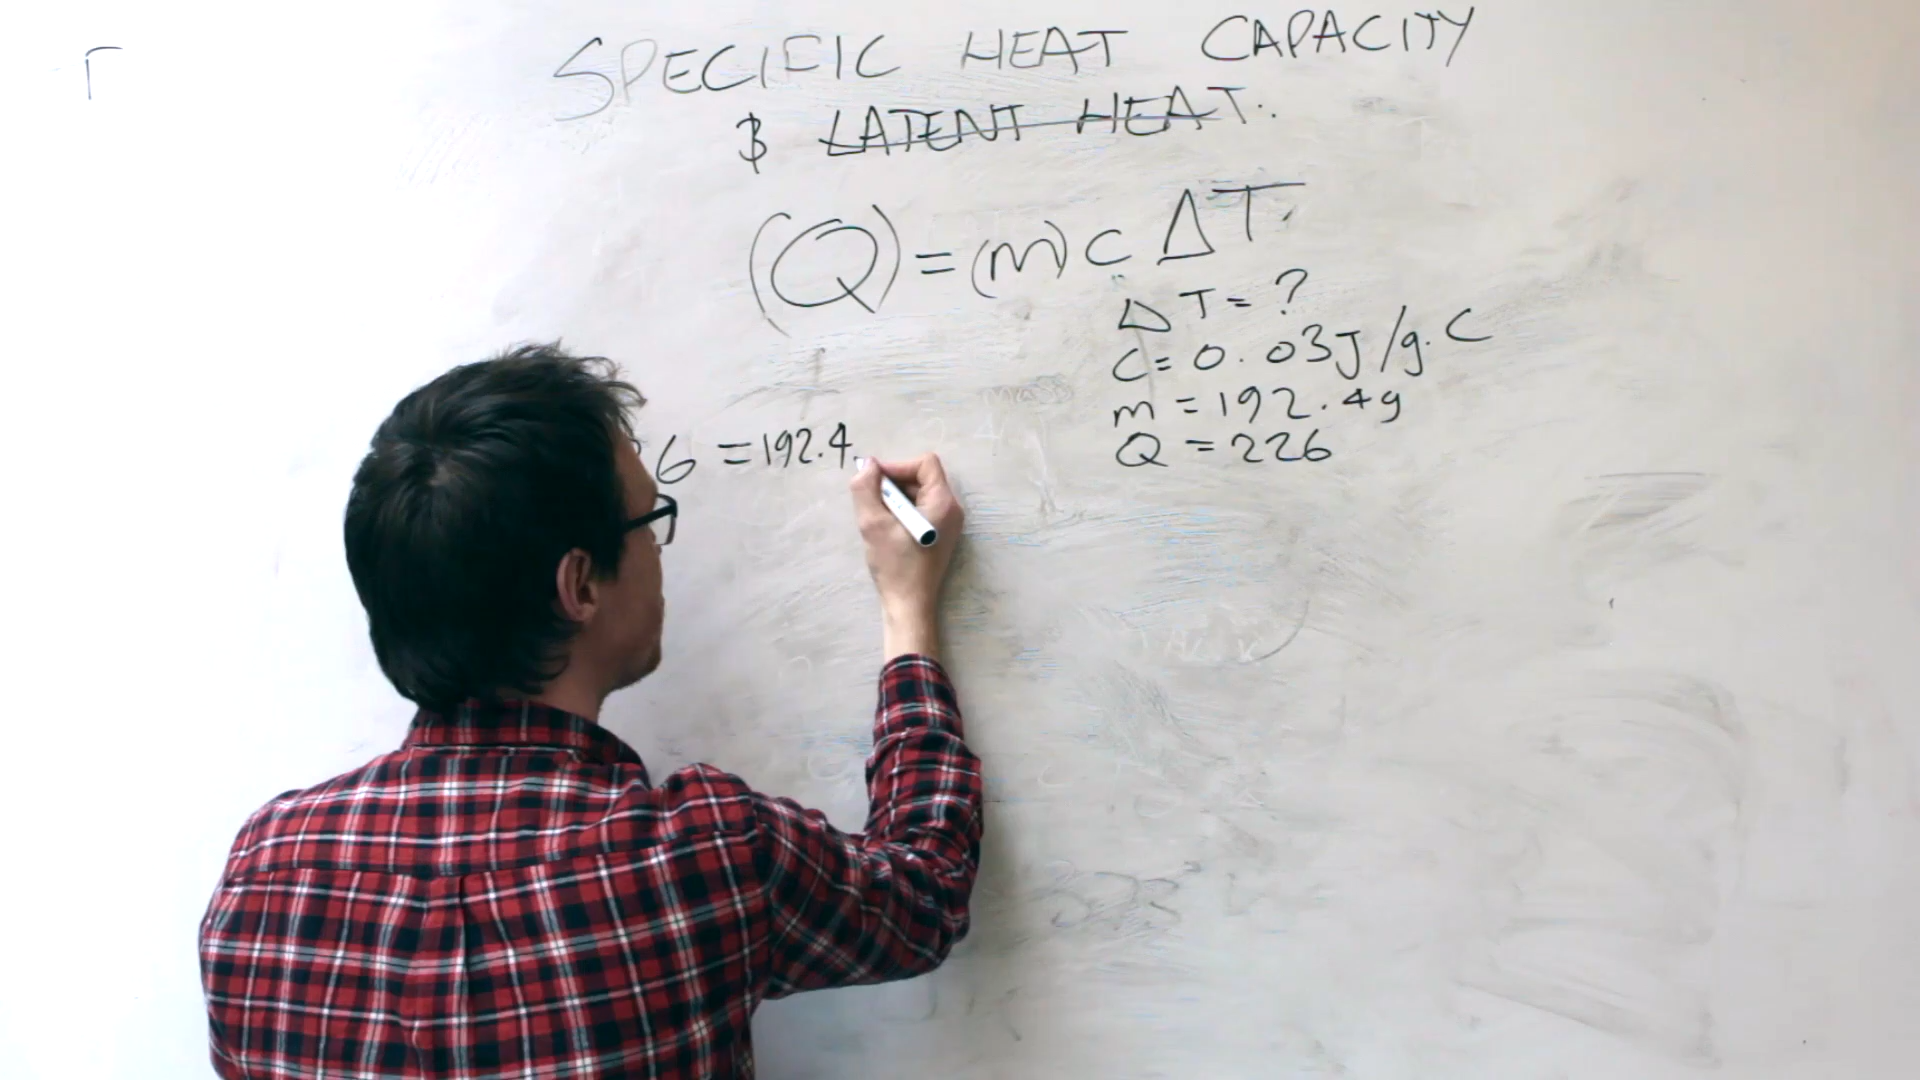 SPECIFIC HEAT CAPACITY
$ LATENT HEAT.
(Q) = (m) c ΔT.
ΔT = ?
C = 0.03J/g.C
m = 192.4g
Q = 226
6 = 192.4.